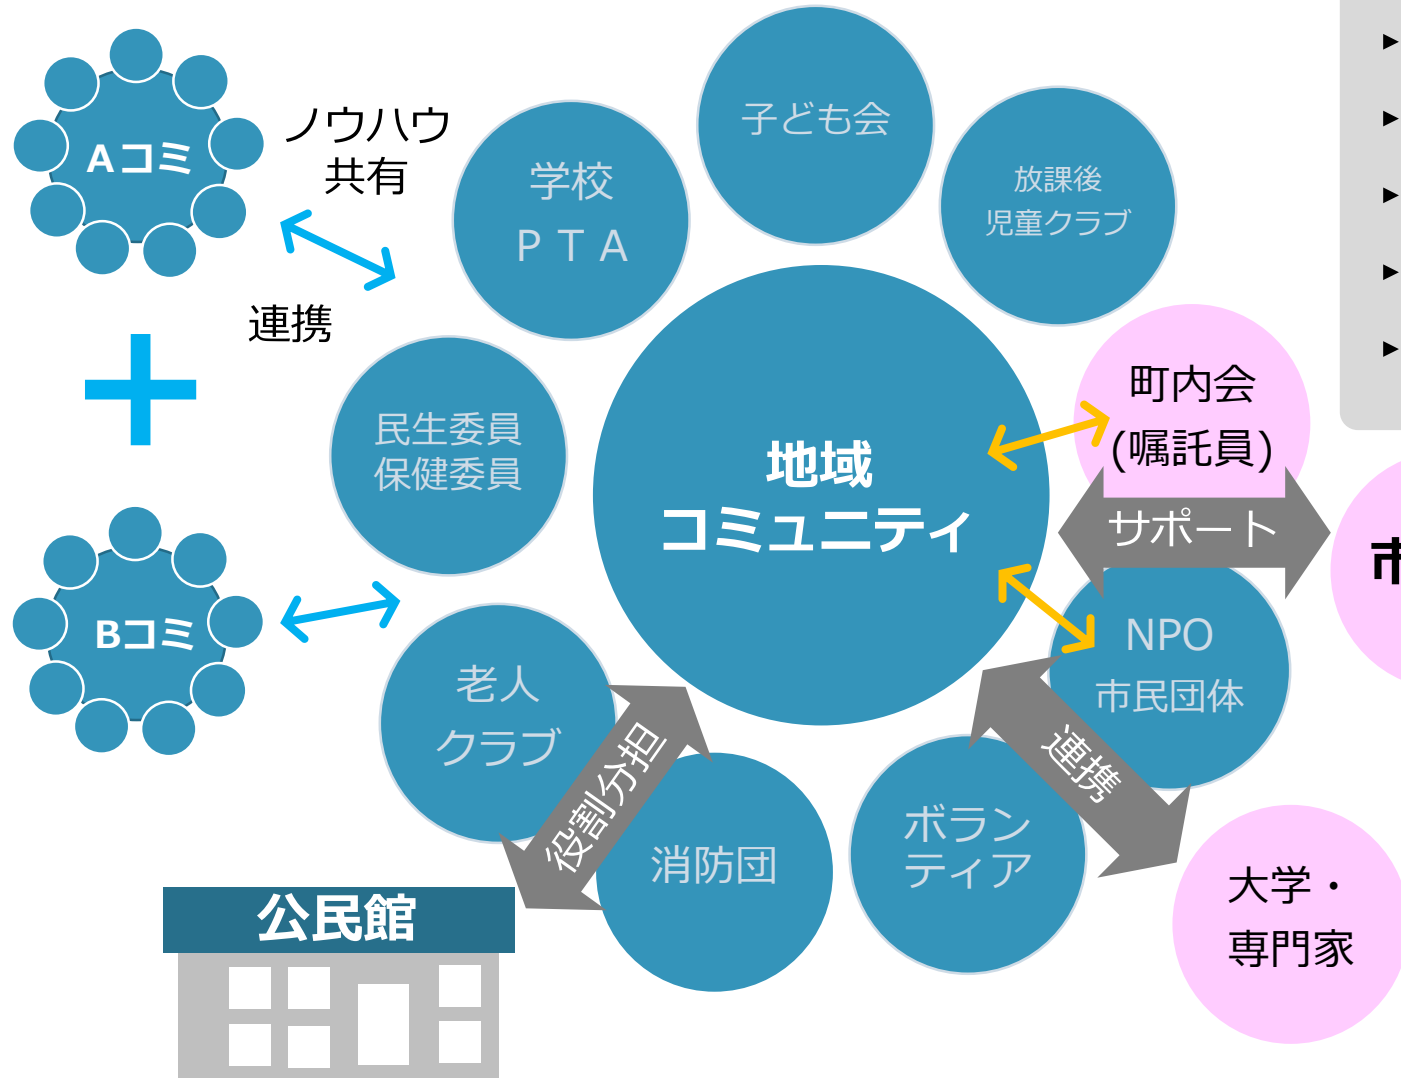 Aコミ
ノウハウ
共有
連携
Bコミ
学校
ＰＴＡ
子ども会
放課後
児童クラブ
民生委員
保健委員
地域
コミュニティ
町内会
(嘱託員)
サポート
NPO
市民団体
老人
クラブ
役割分担
消防団
ボラン
ティア
連携
大学・
専門家
公民館